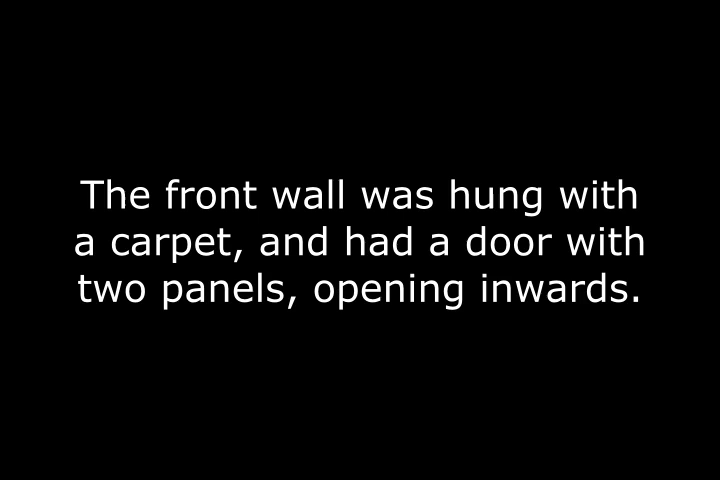 The front wall was hung with
a carpet, and had a door with
two panels, opening inwards.